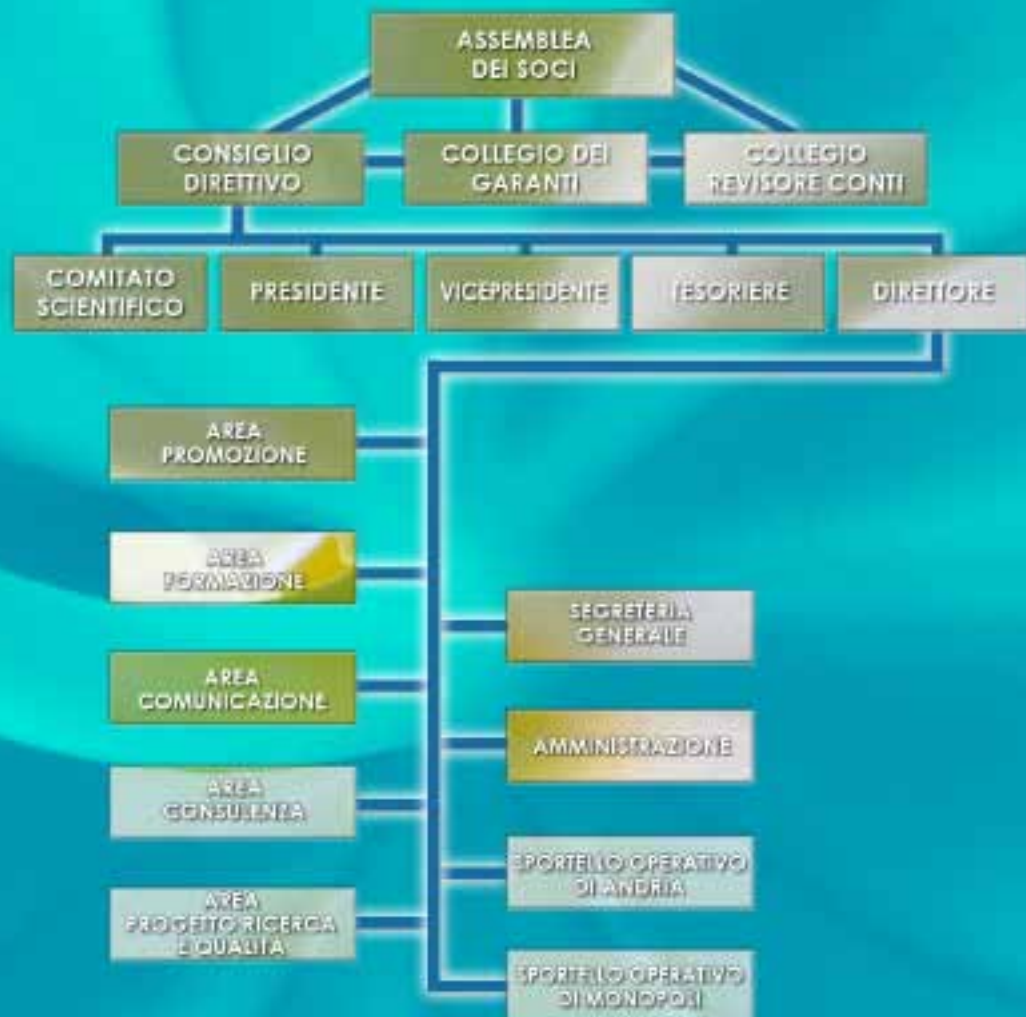 ASSEMBLEA
DEI SOCI
CONSIGLIO
DIRETTIVO
COLLEGIO DEI
GARANTI
COLLEGIO
REVISORE CONTI
COMITATO
SCIENTIFICO
PRESIDENTE
VICEPRESIDENTE
TESORIERE
DIRETTORE
AREA
PROMOZIONE
AREA
FORMAZIONE
AREA
COMUNICAZIONE
AREA
CONSULENZA
AREA
PROGETTO RICERCA
E QUALITÀ
SEGRETERIA
GENERALE
AMMINISTRAZIONE
SPORTELLO OPERATIVO
DI ANDRIA
SPORTELLO OPERATIVO
DI MONOPOLI